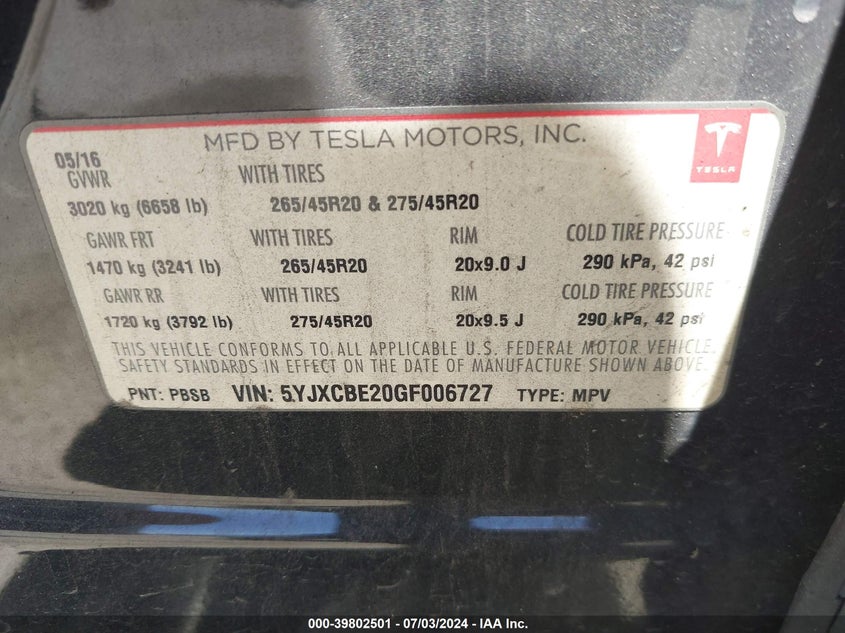 MFD BY TESLA MOTORS, INC.
TESLA
05/16
GVWR WITH TIRES
3020 kg (6658 lb) 265/45R20 & 275/45R20
GAWR FRT WITH TIRES RIM COLD TIRE PRESSURE
1470 kg (3241 lb) 265/45R20 20x9.0 J 290 kPa, 42 psi
GAWR RR WITH TIRES RIM COLD TIRE PRESSURE
1720 kg (3792 lb) 275/45R20 20x9.5 J 290 kPa, 42 psi
THIS VEHICLE CONFORMS TO ALL APPLICABLE U.S. FEDERAL MOTOR VEHICLE
SAFETY STANDARDS IN EFFECT ON THE DATE OF MANUFACTURE SHOWN ABOVE.
PNT: PBSB VIN: 5YJXCBE20GF006727 TYPE: MPV
000-39802501 - 07/03/2024 - IAA Inc.